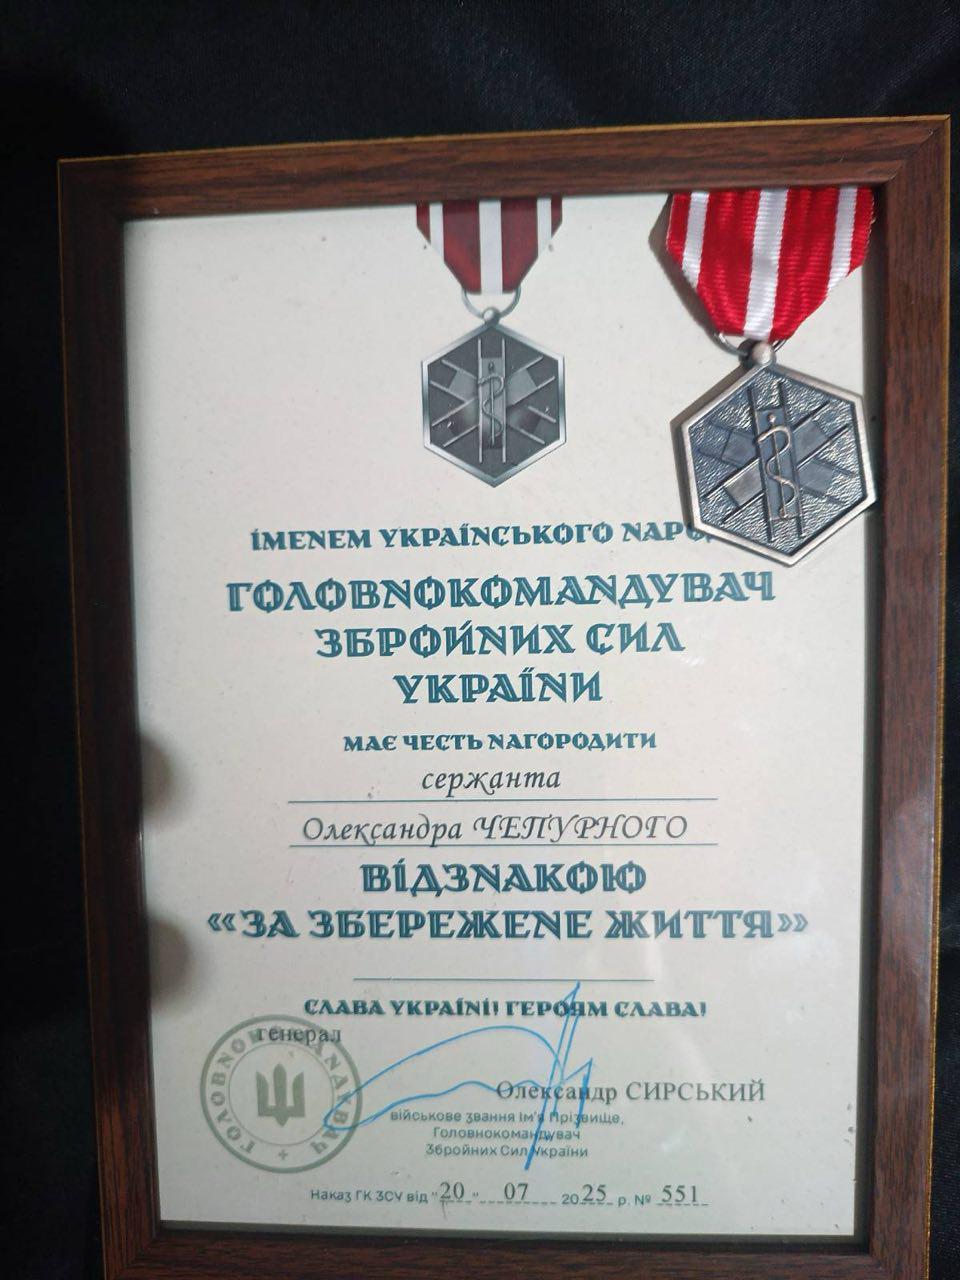 ІМЕНЕМ УКРАЇНСЬКОГО
ГОЛОВНОКОМАНДУВАЧ
ЗБРОЙНИХ СИЛ
УКРАЇНИ
МАЄ ЧЕСТЬ НАГОРОДИТИ
сержанта
Олександра ЧЕПУРНОГО
ВІДЗНАКОЮ
«ЗА ЗБЕРЕЖЕНЕ ЖИТТЯ»
СЛАВА УКРАЇНІ! ГЕРОЯМ СЛАВА!
генерал
ГОЛОВНОКОМАНДУВАЧ
Олександр СИРСЬКИЙ
військове звання Ім'я Прізвище,
Головнокомандувач
Збройних Сил України
Наказ ГК ЗСУ від "20" 07 2025 р. № 551